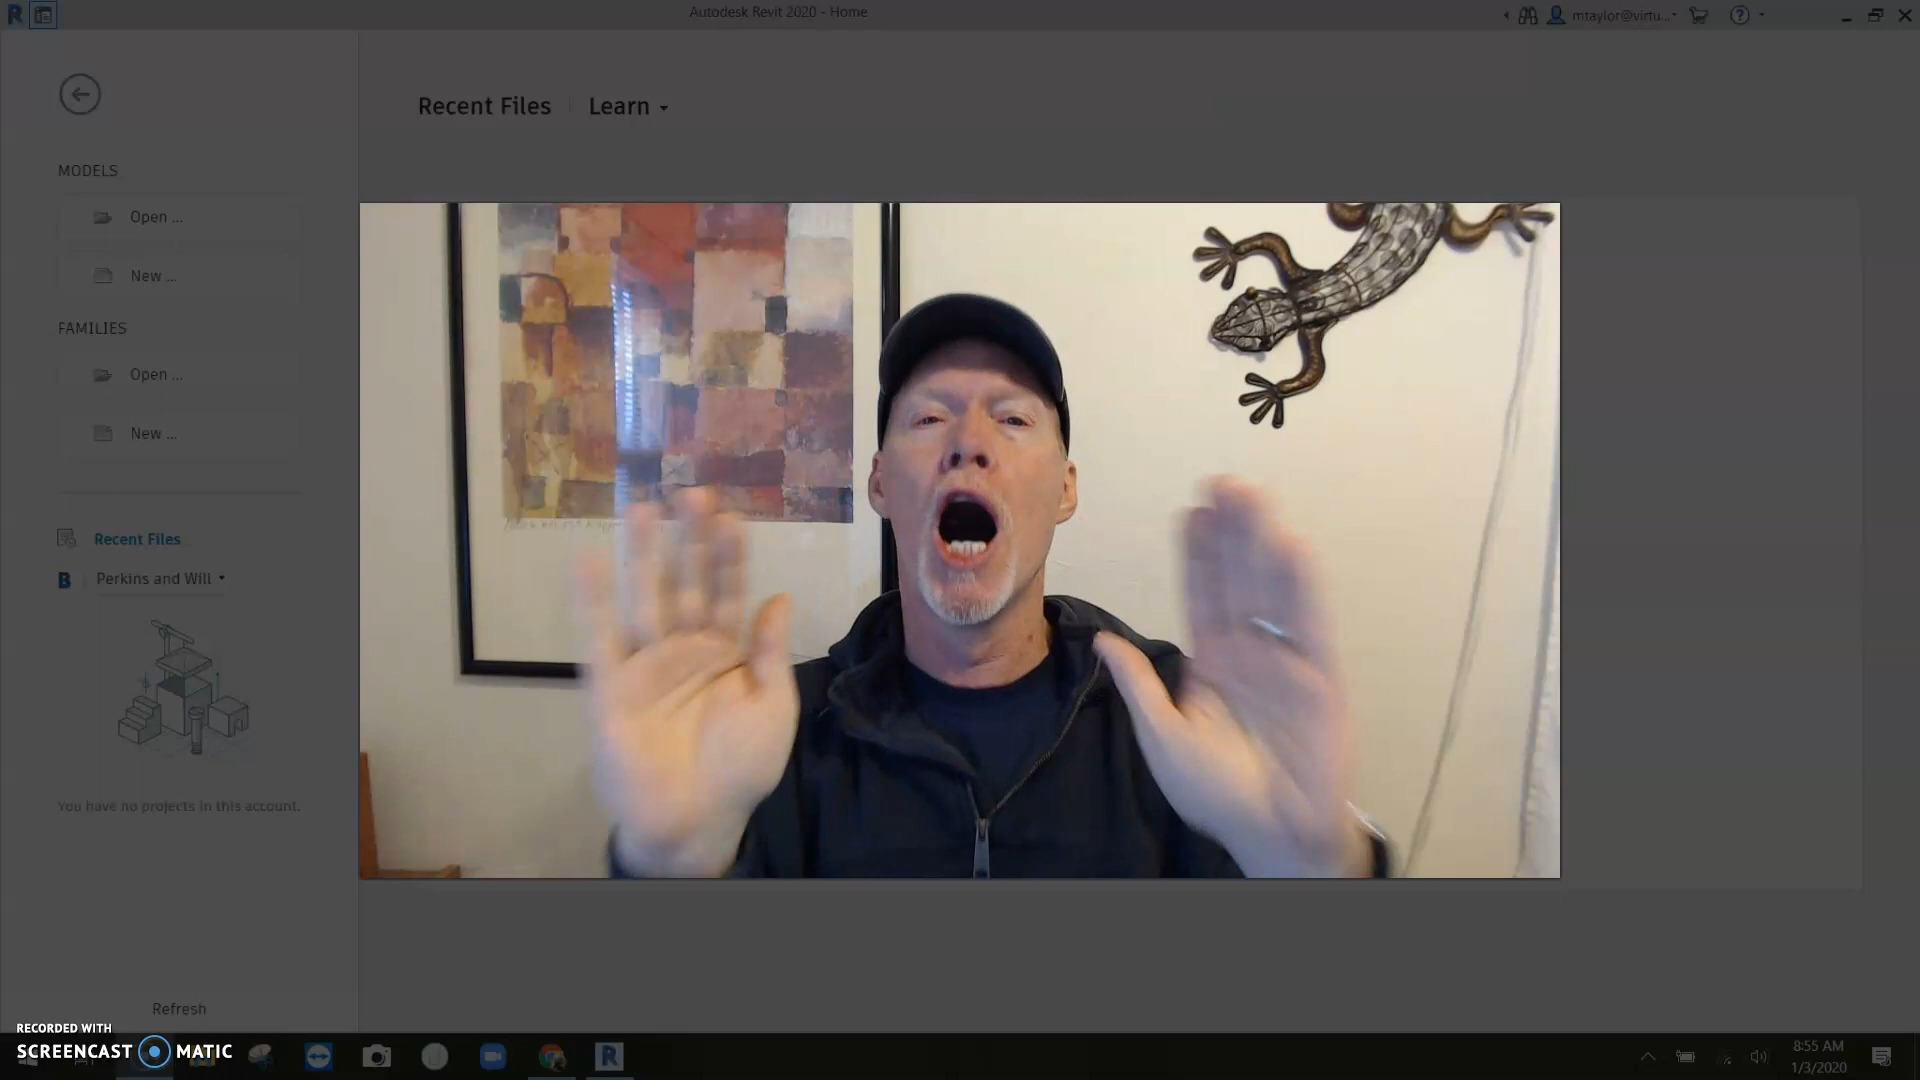 Autodesk Revit 2020 - Home
mtaylor@virtu...
Recent Files
Learn
MODELS
Open ...
New ...
FAMILIES
Open ...
New ...
Recent Files
Perkins and Will
You have no projects in this account.
Refresh
RECORDED WITH
SCREENCAST MATIC
8:55 AM
1/3/2020